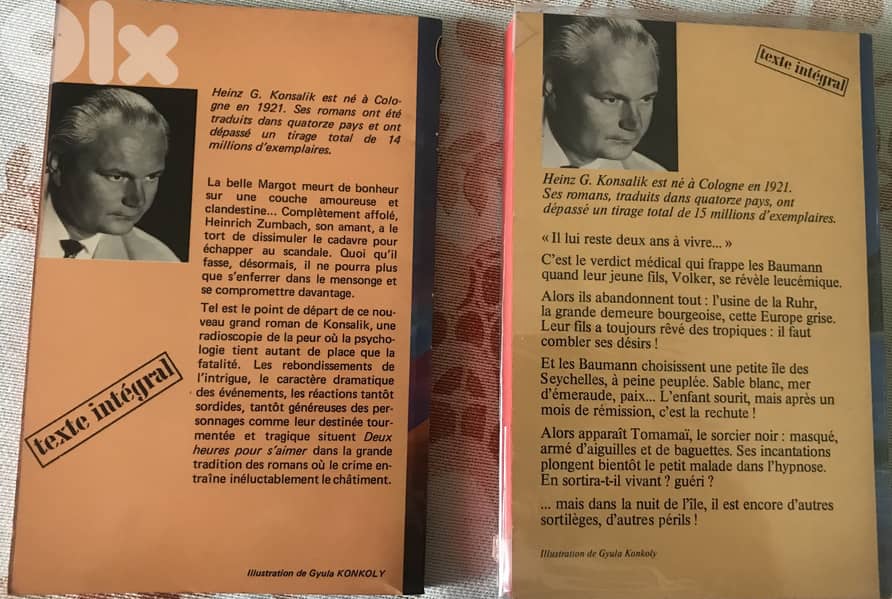 olx
Heinz G. Konsalik est né à Colo-
gne en 1921. Ses romans ont été
traduits dans quatorze pays et ont
dépassé un tirage total de 14
millions d'exemplaires.
La belle Margot meurt de bonheur
sur une couche amoureuse et
clandestine... Complètement affolé,
Heinrich Zumbach, son amant, a le
tort de dissimuler le cadavre pour
échapper au scandale. Quoi qu'il
fasse, désormais, il ne pourra plus
que s'enferrer dans le mensonge et
se compromettre davantage.
Tel est le point de départ de ce nou-
veau grand roman de Konsalik, une
radioscopie de la peur où la psycho-
logie tient autant de place que la
fatalité. Les rebondissements de
l'intrigue, le caractère dramatique
des événements, les réactions tantôt
sordides, tantôt généreuses des per-
sonnages comme leur destinée tour-
mentée et tragique situent Deux
heures pour s'aimer dans la grande
tradition des romans où le crime en-
traîne inéluctablement le châtiment.
texte intégral
Illustration de Gyula KONKOLY
texte intégral
Heinz G. Konsalik est né à Cologne en 1921.
Ses romans, traduits dans quatorze pays, ont
dépassé un tirage total de 15 millions d'exemplaires.
« Il lui reste deux ans à vivre... »
C'est le verdict médical qui frappe les Baumann
quand leur jeune fils, Volker, se révèle leucémique.
Alors ils abandonnent tout : l'usine de la Ruhr,
la grande demeure bourgeoise, cette Europe grise.
Leur fils a toujours rêvé des tropiques : il faut
combler ses désirs !
Et les Baumann choisissent une petite île des
Seychelles, à peine peuplée. Sable blanc, mer
d'émeraude, paix... L'enfant sourit, mais après un
mois de rémission, c'est la rechute !
Alors apparaît Tomamaï, le sorcier noir : masqué,
armé d'aiguilles et de baguettes. Ses incantations
plongent bientôt le petit malade dans l'hypnose.
En sortira-t-il vivant ? guéri ?
... mais dans la nuit de l'île, il est encore d'autres
sortilèges, d'autres périls !
Illustration de Gyula Konkoly